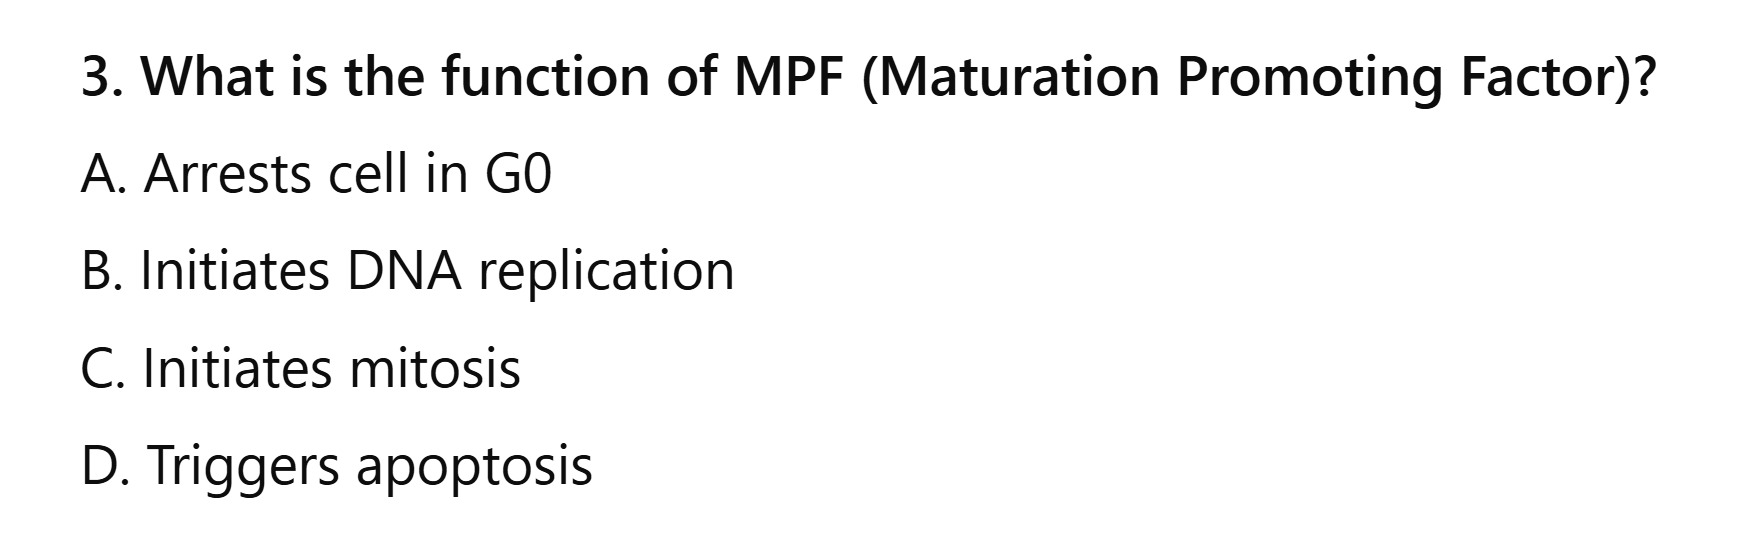 3. What is the function of MPF (Maturation Promoting Factor)?
A. Arrests cell in G0
B. Initiates DNA replication
C. Initiates mitosis
D. Triggers apoptosis